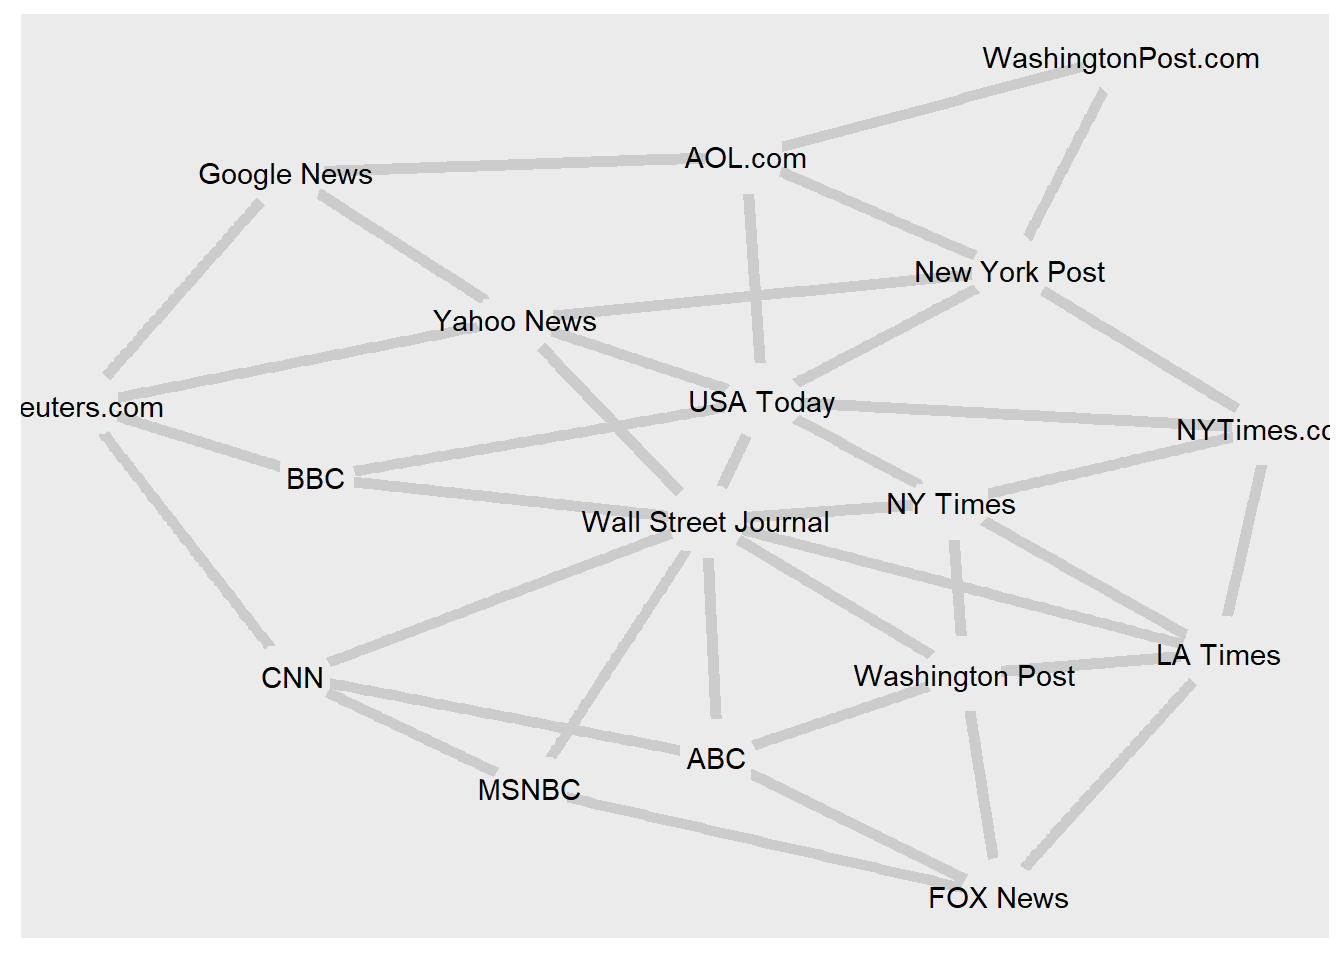 WashingtonPost.com
AOL.com
Google News
New York Post
Yahoo News
USA Today
euters.com
NYTimes.co
BBC
NY Times
Wall Street Journal
LA Times
Washington Post
CNN
ABC
MSNBC
FOX News